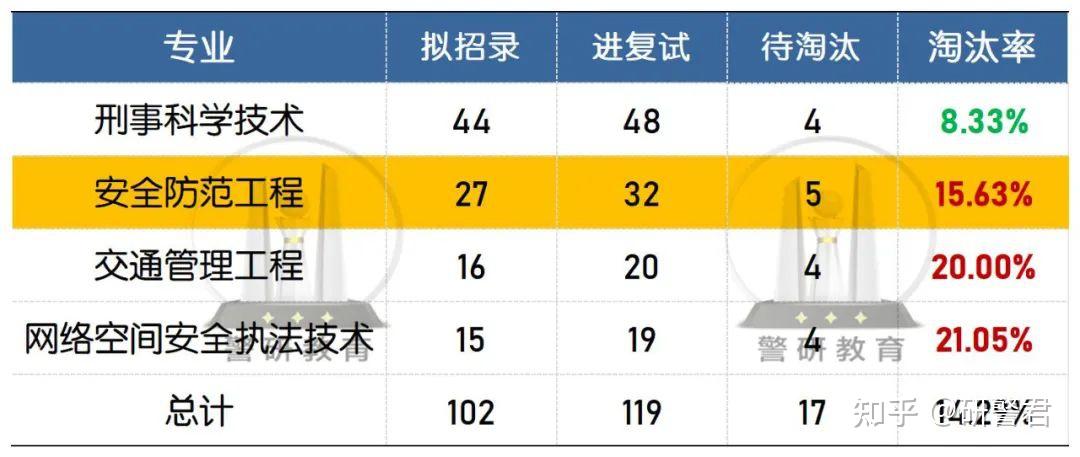 专业 拟招录 进复试 待淘汰 淘汰率
刑事科学技术 44 48 4 8.33%
安全防范工程 27 32 5 15.63%
交通管理工程 16 20 4 20.00%
网络空间安全执法技术 15 19 4 21.05%
总计 102 119 17
警研教育 警研教育
知乎 @研警君